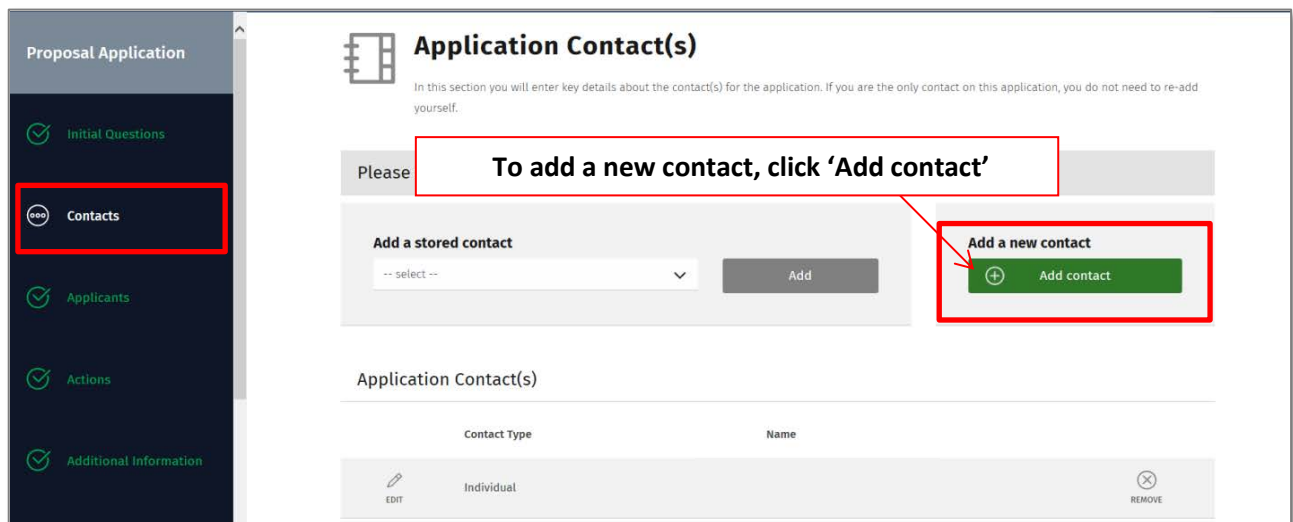 Proposal Application
Initial Questions
Contacts
Applicants
Actions
Additional Information
Application Contact(s)
In this section you will enter key details about the contact(s) for the application. If you are the only contact on this application, you do not need to re-add
yourself.
Please
To add a new contact, click ‘Add contact’
Add a stored contact
-- select --
Add
Add a new contact
Add contact
Application Contact(s)
Contact Type Name
EDIT Individual REMOVE